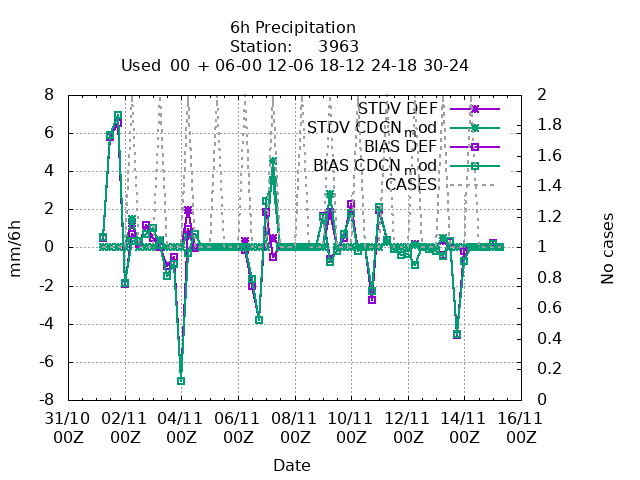 6h Precipitation
Station: 3963
Used 00 + 06-00 12-06 18-12 24-18 30-24
STDV DEF
STDV CDCNmod
BIAS DEF
BIAS CDCNmod
CASES
8
6
4
2
0
-2
-4
-6
-8
mm/6h
2
1.8
1.6
1.4
1.2
1
0.8
0.6
0.4
0.2
0
No cases
31/10 02/11 04/11 06/11 08/11 10/11 12/11 14/11 16/11
00Z 00Z 00Z 00Z 00Z 00Z 00Z 00Z 00Z
Date